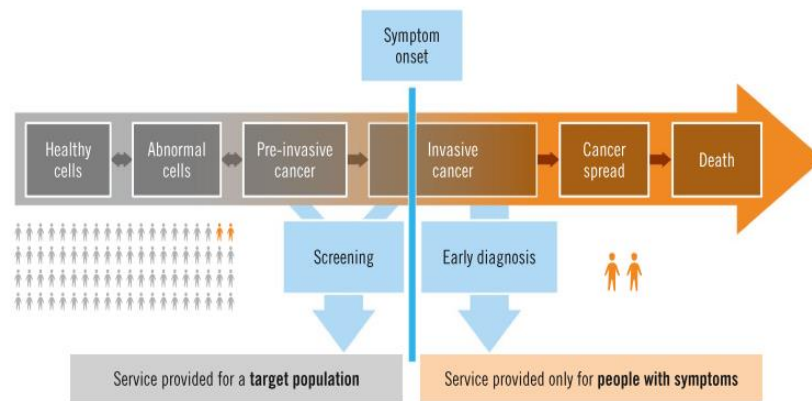 Symptom
onset
Healthy
cells
Abnormal
cells
Pre-invasive
cancer
Invasive
cancer
Cancer
spread
Death
Screening
Early diagnosis
Service provided for a target population
Service provided only for people with symptoms